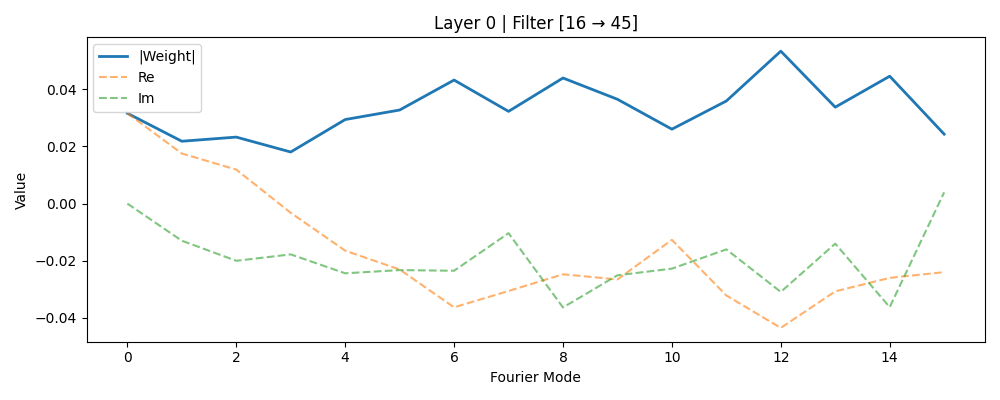 Layer 0 | Filter [16 → 45]
|Weight|
Re
Im
0.04
0.02
0.00
−0.02
−0.04
Value
0 2 4 6 8 10 12 14
Fourier Mode